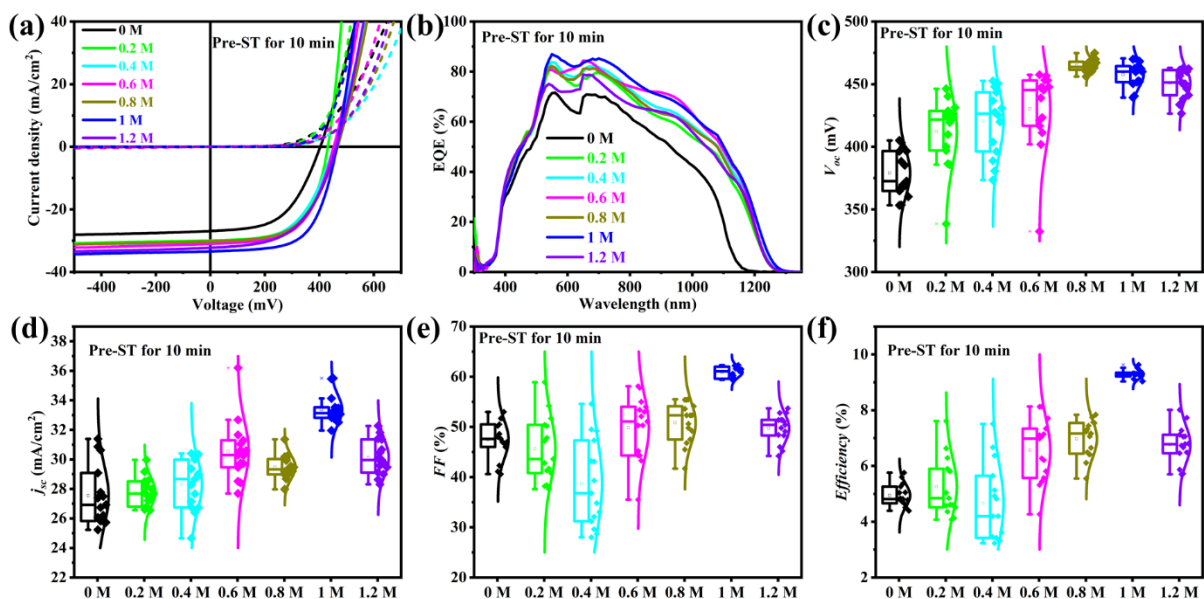 (a)
Pre-ST for 10 min
0 M
0.2 M
0.4 M
0.6 M
0.8 M
1 M
1.2 M
40
20
0
-20
-40
-400
-200
0
200
400
600
Current density (mA/cm²)
Voltage (mV)
(b)
Pre-ST for 10 min
0 M
0.2 M
0.4 M
0.6 M
0.8 M
1 M
1.2 M
100
80
60
40
20
0
400
600
800
1000
1200
EQE (%)
Wavelength (nm)
(c)
Pre-ST for 10 min
500
450
400
350
300
Voc (mV)
0 M 0.2 M 0.4 M 0.6 M 0.8 M 1 M 1.2 M
(d)
Pre-ST for 10 min
38
36
34
32
30
28
26
24
22
jsc (mA/cm²)
0 M 0.2 M 0.4 M 0.6 M 0.8 M 1 M 1.2 M
(e)
Pre-ST for 10 min
70
60
50
40
30
20
FF (%)
0 M 0.2 M 0.4 M 0.6 M 0.8 M 1 M 1.2 M
(f)
Pre-ST for 10 min
10
8
6
4
2
Efficiency (%)
0 M 0.2 M 0.4 M 0.6 M 0.8 M 1 M 1.2 M